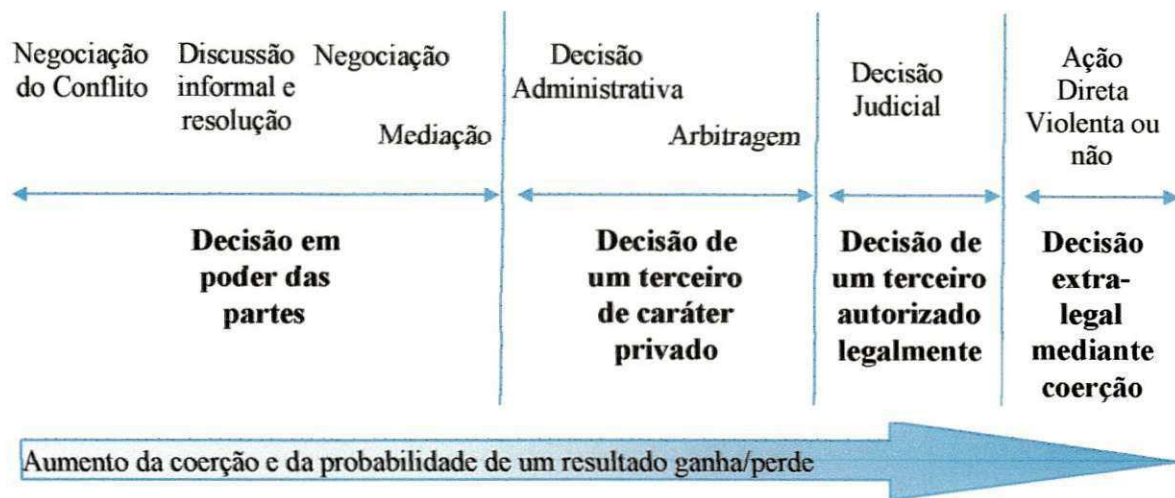 Negociação
do Conflito
Discussão
informal e
resolução
Negociação
Mediação
Decisão
Administrativa
Arbitragem
Decisão
Judicial
Ação
Direta
Violenta ou
não
Decisão em
poder das
partes
Decisão de
um terceiro
de caráter
privado
Decisão de
um terceiro
autorizado
legalmente
Decisão
extra-
legal
mediante
coerção
Aumento da coerção e da probabilidade de um resultado ganha/perde